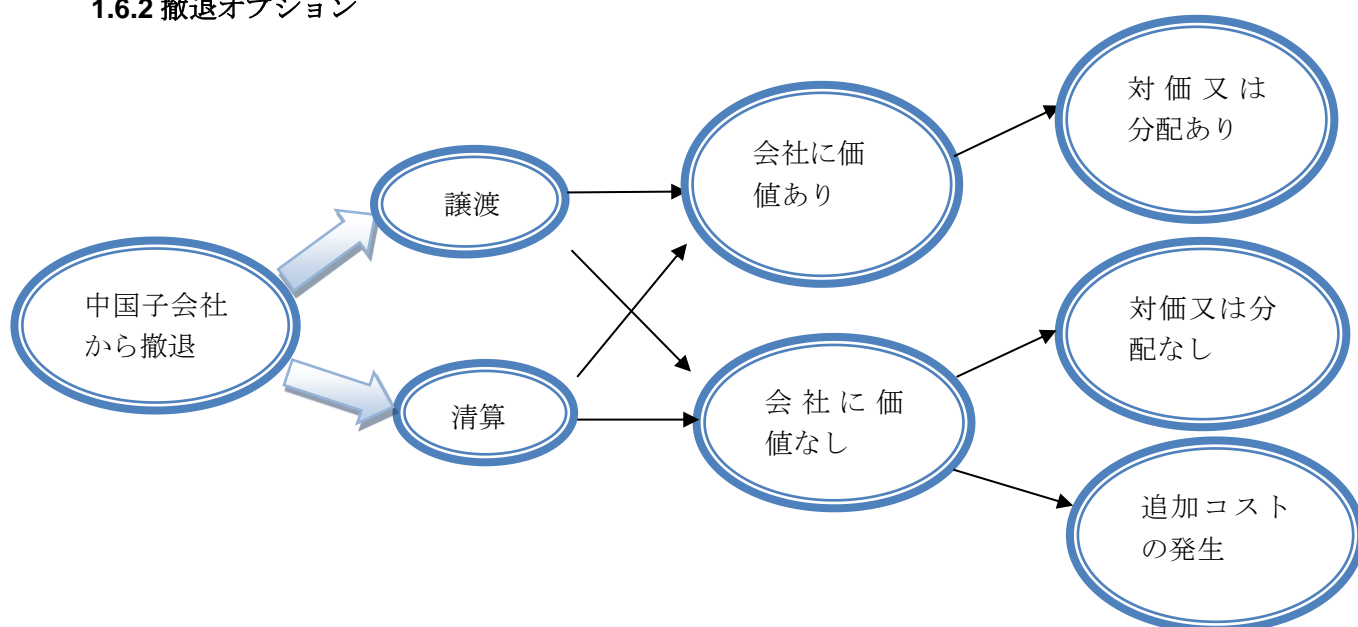 1.6.2 撤退オプション
対価又は
分配あり
会社に価
値あり
譲渡
中国子会社
から撤退
対価又は分
配なし
清算
会社に価
値なし
追加コスト
の発生